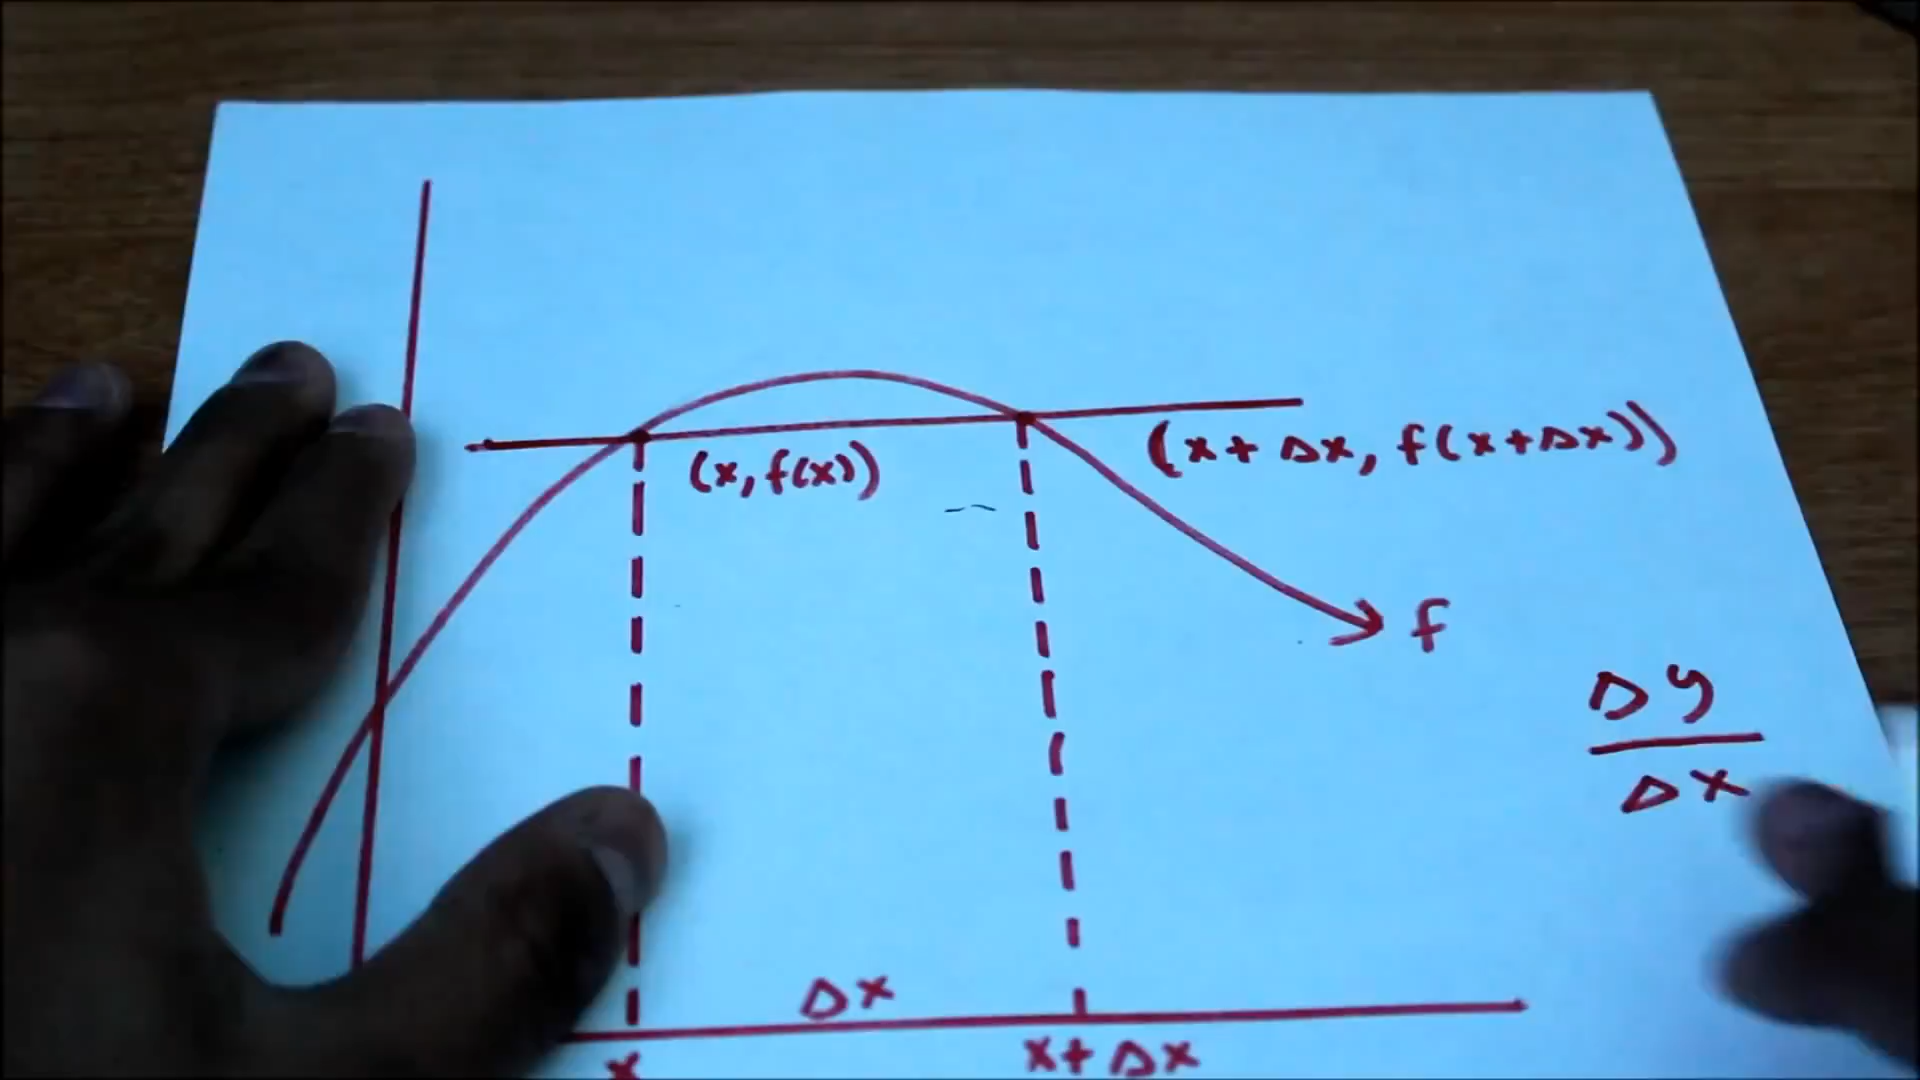 (x, f(x))
(x + Δx, f(x+Δx))
f
Δy
Δx
Δx
x
x + Δx